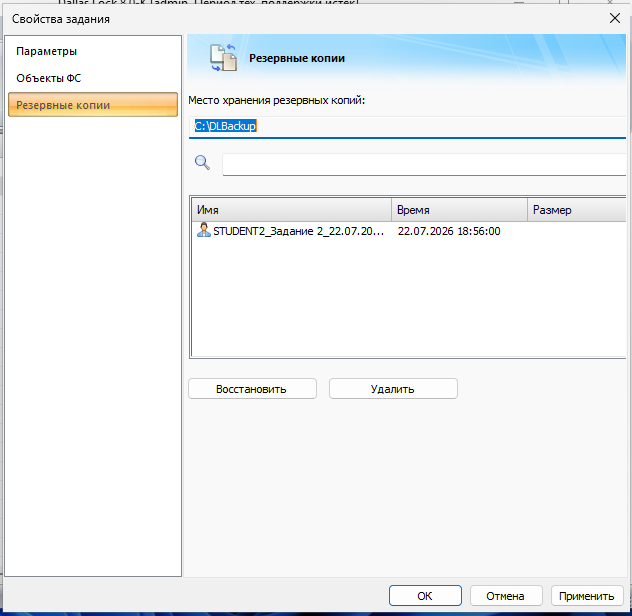 Dallas Lock 8.0-K [admin. Период тех. поддержки истек]
Свойства задания
Параметры
Объекты ФС
Резервные копии
Резервные копии
Место хранения резервных копий:
C:\DLBackup
Имя Время Размер
STUDENT2_Задание 2_22.07.20... 22.07.2026 18:56:00
Восстановить Удалить
ОК Отмена Применить